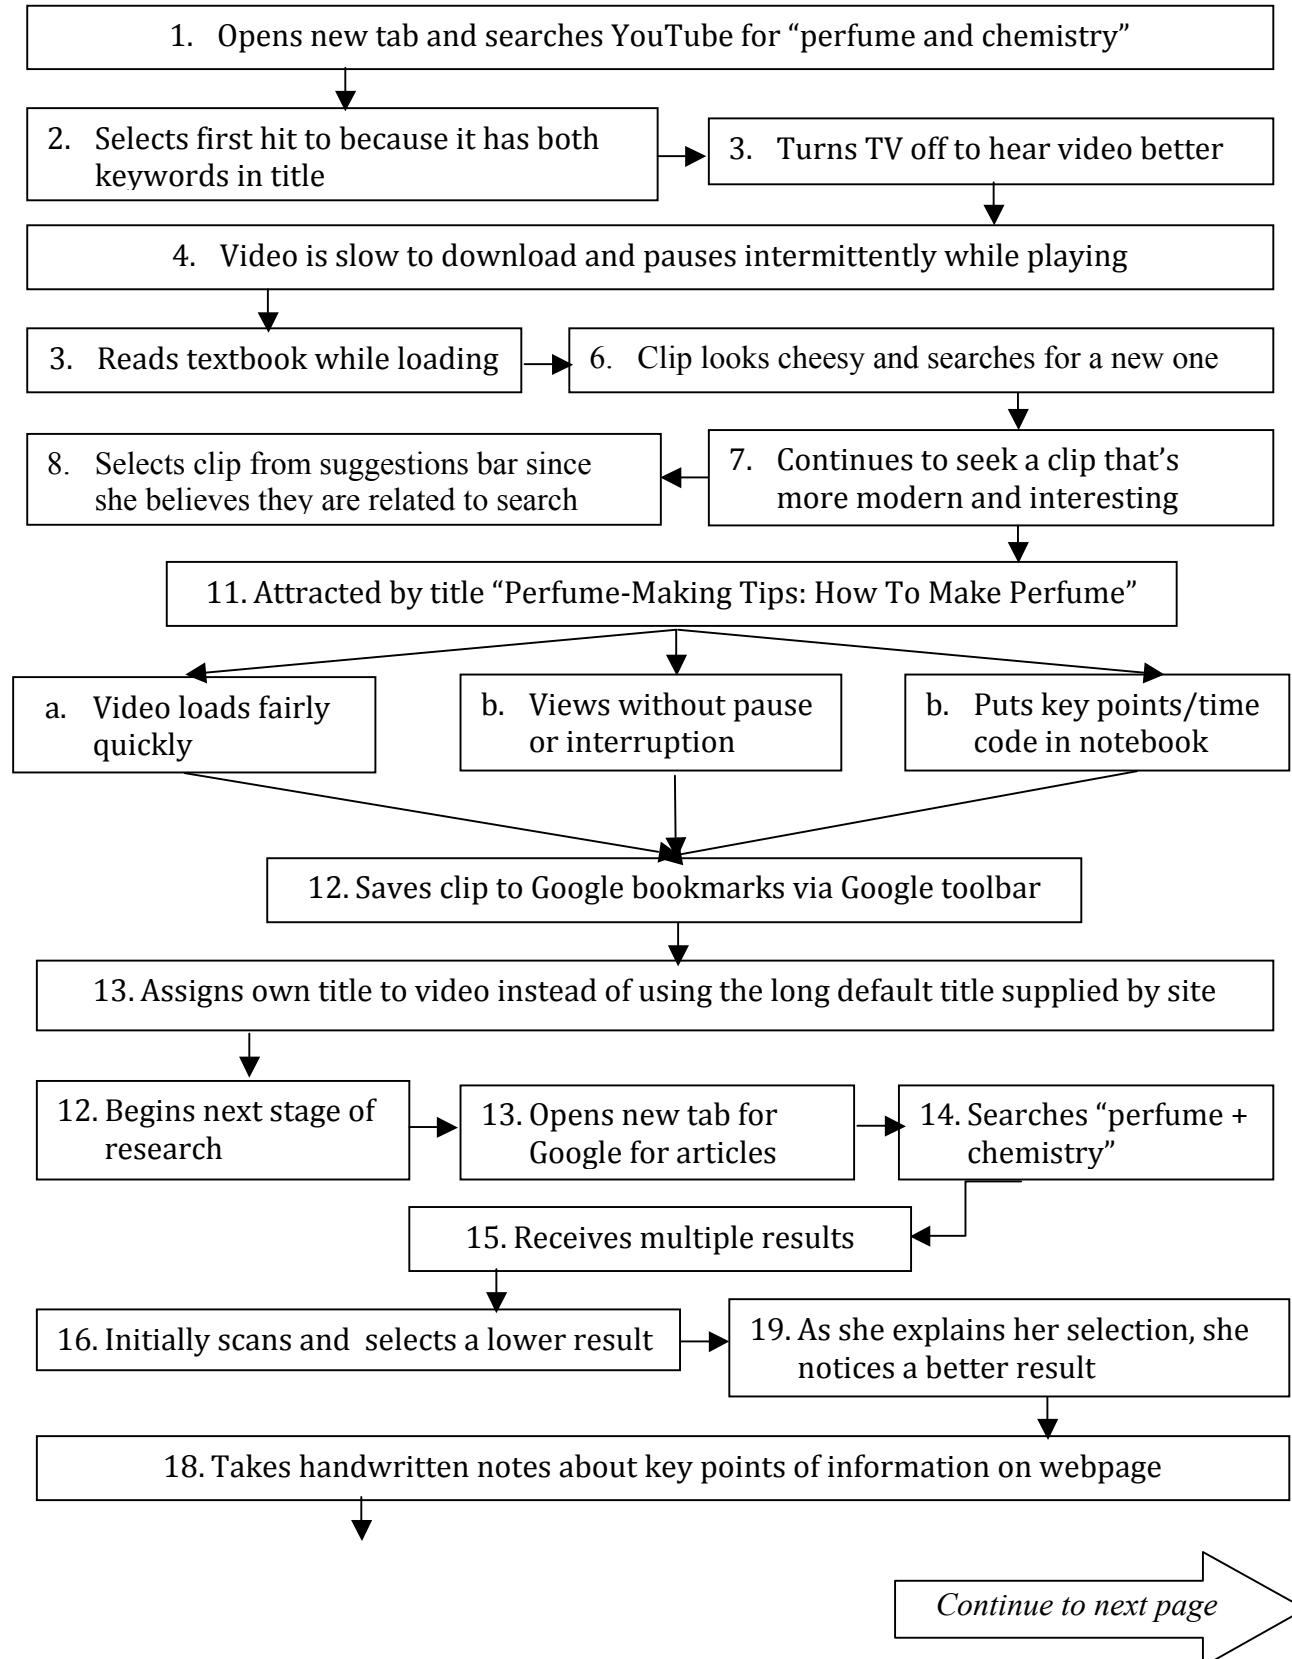 1. Opens new tab and searches YouTube for “perfume and chemistry”
2. Selects first hit to because it has both
keywords in title
3. Turns TV off to hear video better
4. Video is slow to download and pauses intermittently while playing
3. Reads textbook while loading
6. Clip looks cheesy and searches for a new one
8. Selects clip from suggestions bar since
she believes they are related to search
7. Continues to seek a clip that’s
more modern and interesting
11. Attracted by title “Perfume-Making Tips: How To Make Perfume”
a. Video loads fairly
quickly
b. Views without pause
or interruption
b. Puts key points/time
code in notebook
12. Saves clip to Google bookmarks via Google toolbar
13. Assigns own title to video instead of using the long default title supplied by site
12. Begins next stage of
research
13. Opens new tab for
Google for articles
14. Searches “perfume +
chemistry”
15. Receives multiple results
16. Initially scans and selects a lower result
19. As she explains her selection, she
notices a better result
18. Takes handwritten notes about key points of information on webpage
Continue to next page